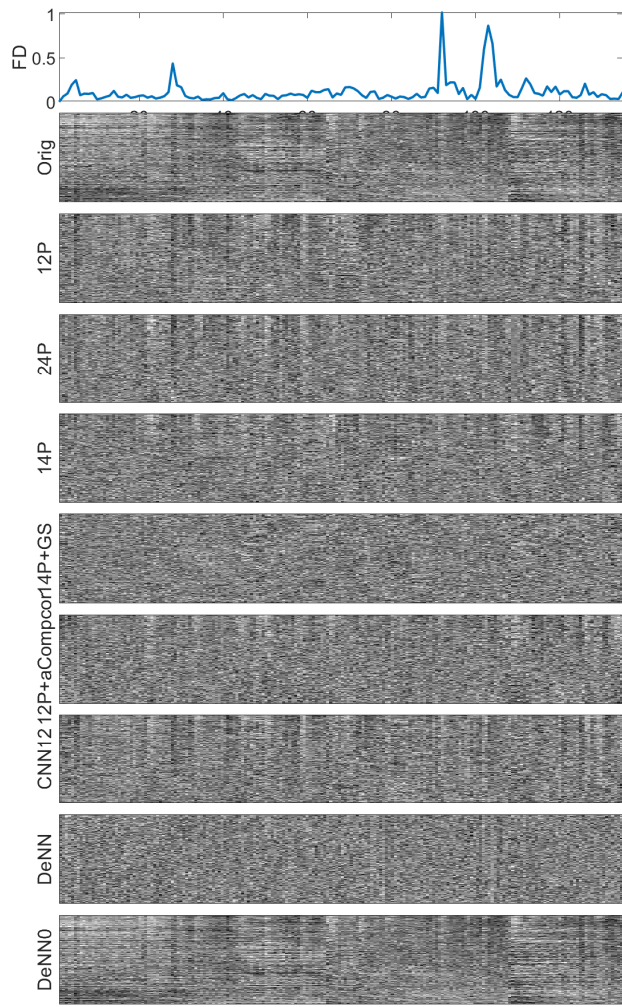 1
0.5
0
FD
Orig
12P
24P
14P
14P+GS
12P+aCompcor
CNN12
DeNN
DeNN0